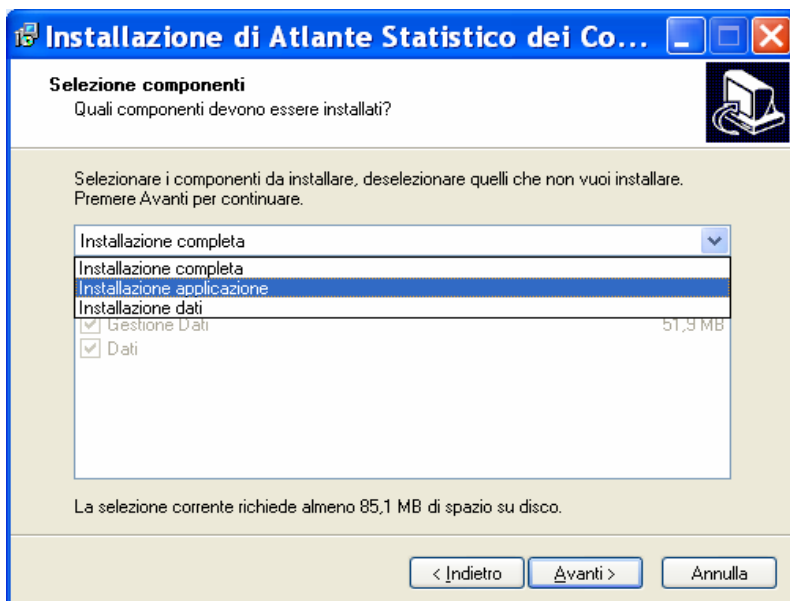 Installazione di Atlante Statistico dei Co...
Selezione componenti
Quali componenti devono essere installati?
Selezionare i componenti da installare, deselezionare quelli che non vuoi installare.
Premere Avanti per continuare.
Installazione completa
Installazione completa
Installazione applicazione
Installazione dati
Gestione Dati 51,9 MB
Dati
La selezione corrente richiede almeno 85,1 MB di spazio su disco.
< Indietro Avanti > Annulla